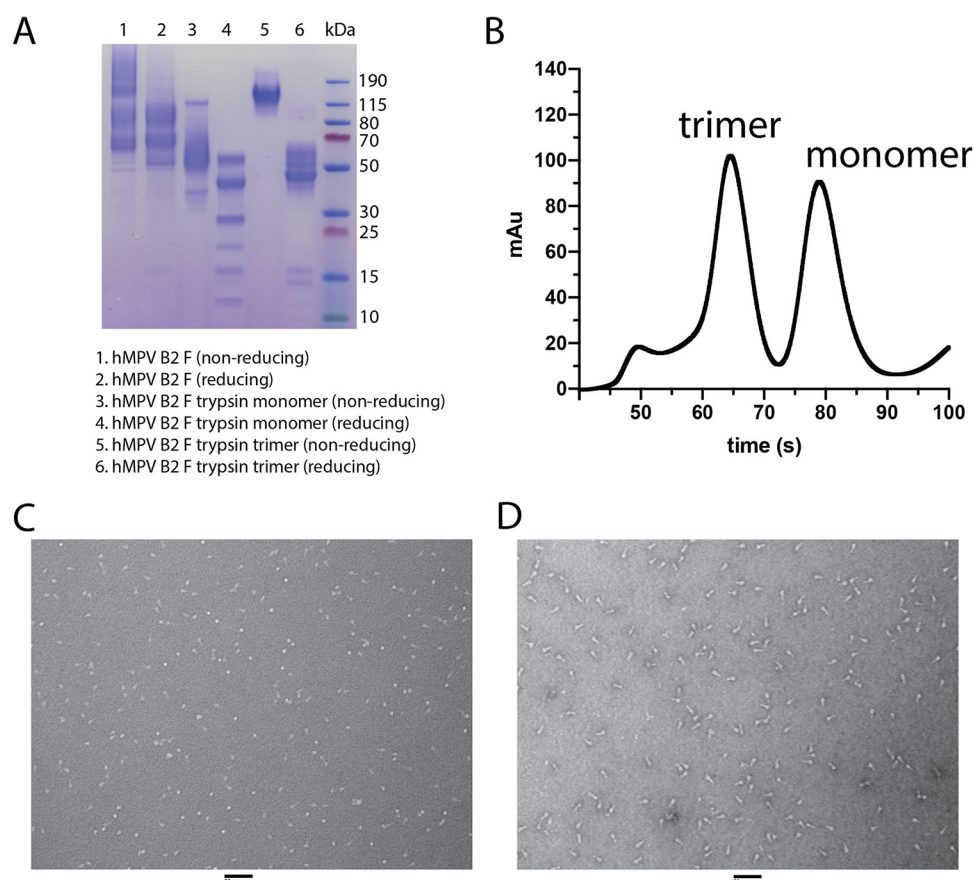 A
1 2 3 4 5 6 kDa
190
115
80
70
50
30
25
15
10
1. hMPV B2 F (non-reducing)
2. hMPV B2 F (reducing)
3. hMPV B2 F trypsin monomer (non-reducing)
4. hMPV B2 F trypsin monomer (reducing)
5. hMPV B2 F trypsin trimer (non-reducing)
6. hMPV B2 F trypsin trimer (reducing)
B
140
120
100
80
60
40
20
0
mAu
trimer
monomer
50 60 70 80 90 100
time (s)
C
D